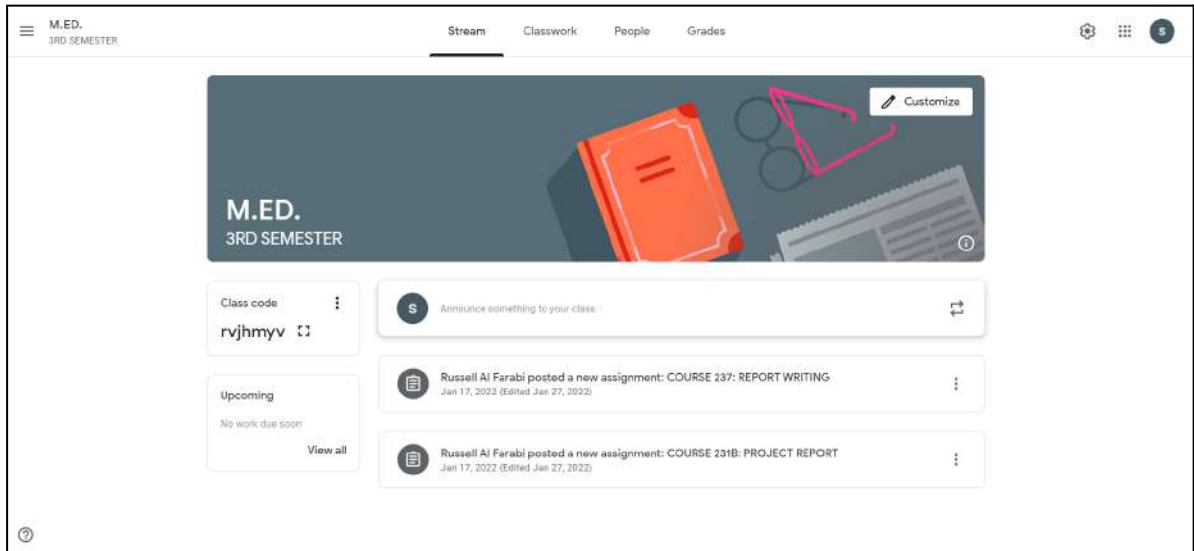 M.ED.
3RD SEMESTER
Stream
Classwork
People
Grades
S
Customize
M.ED.
3RD SEMESTER
Class code
rvjhmyv
S
Announce something to your class
Upcoming
No work due soon
View all
Russell Al Farabi posted a new assignment: COURSE 237: REPORT WRITING
Jan 17, 2022 (Edited Jan 27, 2022)
Russell Al Farabi posted a new assignment: COURSE 231B: PROJECT REPORT
Jan 17, 2022 (Edited Jan 27, 2022)